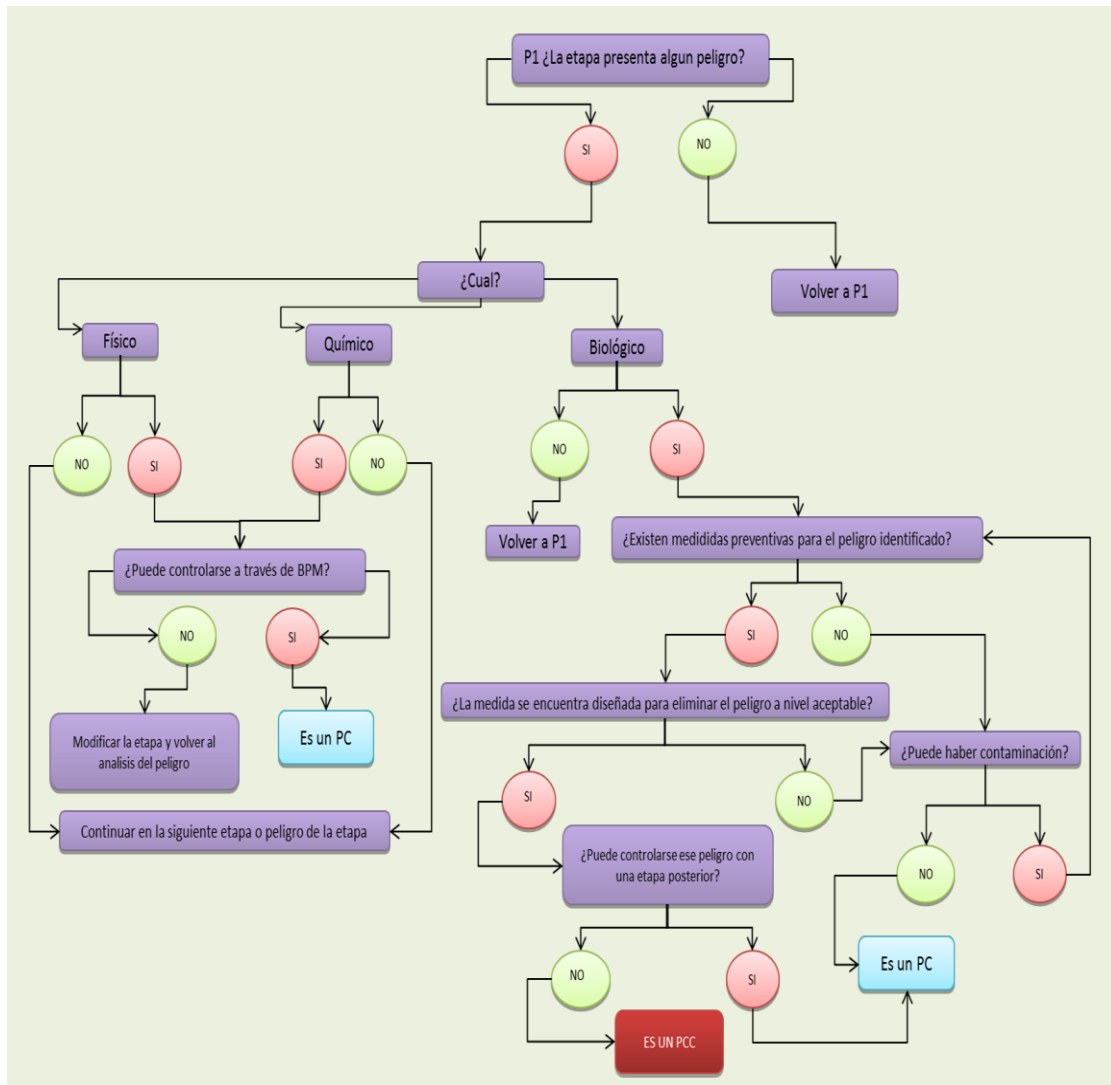 P1 ¿La etapa presenta algun peligro?
SI
NO
¿Cual?
Volver a P1
Físico
Químico
Biológico
NO
SI
SI
NO
NO
SI
Volver a P1
¿Existen medididas preventivas para el peligro identificado?
¿Puede controlarse a través de BPM?
NO
SI
SI
NO
¿La medida se encuentra diseñada para eliminar el peligro a nivel aceptable?
Modificar la etapa y volver al
analisis del peligro
Es un PC
¿Puede haber contaminación?
SI
NO
Continuar en la siguiente etapa o peligro de la etapa
¿Puede controlarse ese peligro con
una etapa posterior?
NO
SI
NO
SI
Es un PC
ES UN PCC